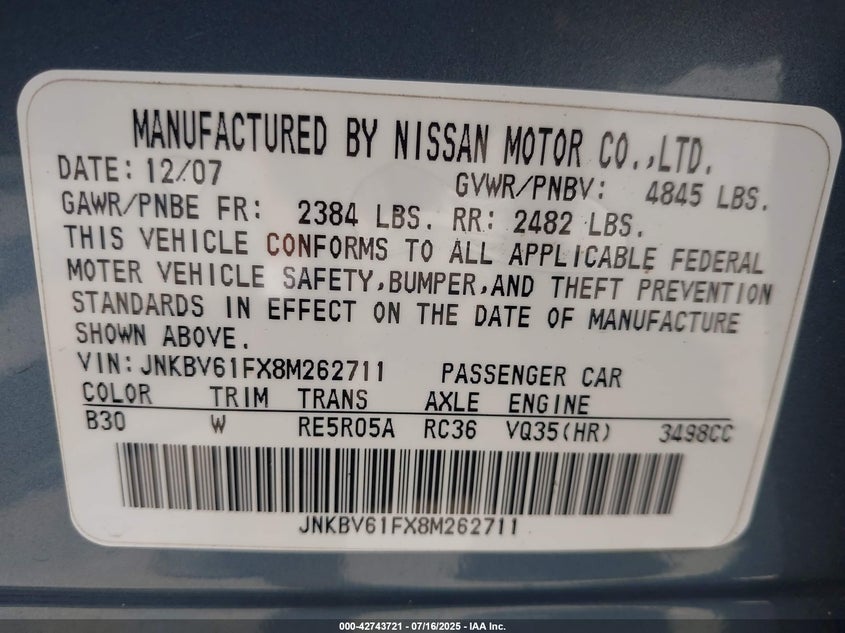 MANUFACTURED BY NISSAN MOTOR CO.,LTD.
DATE: 12/07 GVWR/PNBV: 4845 LBS.
GAWR/PNBE FR: 2384 LBS. RR: 2482 LBS.
THIS VEHICLE CONFORMS TO ALL APPLICABLE FEDERAL
MOTER VEHICLE SAFETY,BUMPER,AND THEFT PREVENTION
STANDARDS IN EFFECT ON THE DATE OF MANUFACTURE
SHOWN ABOVE.
VIN: JNKBV61FX8M262711 PASSENGER CAR
COLOR TRIM TRANS AXLE ENGINE
B30 W RE5R05A RC36 VQ35(HR) 3498CC
JNKBV61FX8M262711
000-42743721 - 07/16/2025 - IAA Inc.